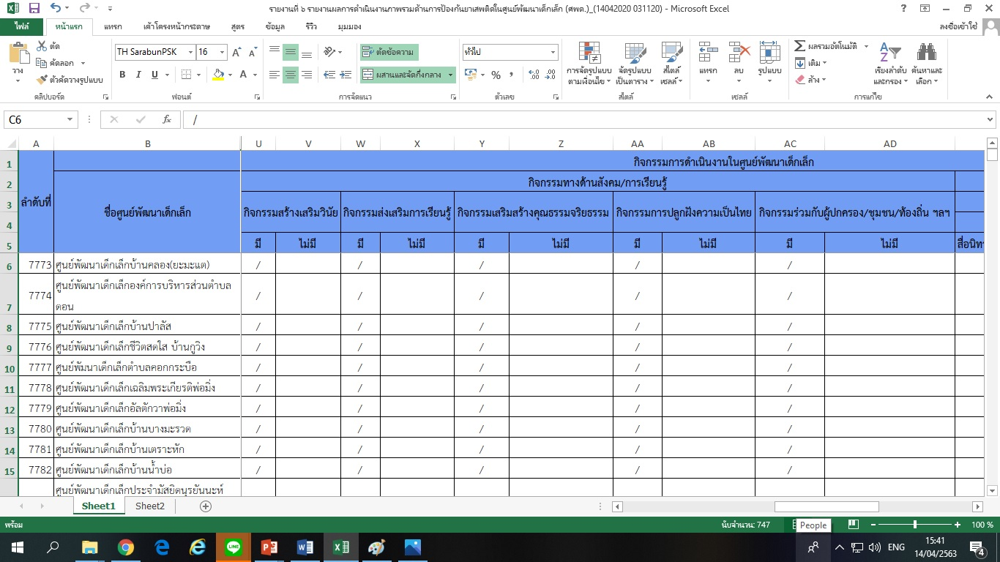 รายงานที่ ๖ รายงานผลการดำเนินงานภาพรวมด้านการป้องกันยาเสพติดในศูนย์พัฒนาเด็กเล็ก (ศพด.)_(14042020 031120) - Microsoft Excel
ไฟล์ หน้าแรก แทรก เค้าโครงหน้ากระดาษ สูตร ข้อมูล รีวิว มุมมอง ลงชื่อเข้าใช้
วาง ตัด คัดลอก ตัวคัดวางรูปแบบ คลิปบอร์ด
TH SarabunPSK 16 B I U ฟอนต์
ตัดข้อความ ผสานและจัดกึ่งกลาง การจัดแนว
ทั่วไป % ตัวเลข
การจัดรูปแบบตามเงื่อนไข จัดรูปแบบเป็นตาราง สไตล์เซลล์ สไตล์
แทรก ลบ รูปแบบ เซลล์
ผลรวมอัตโนมัติ เติม ล้าง เรียงลำดับและกรอง ค้นหาและเลือก การแก้ไข
C6 fx /
A B U V W X Y Z AA AB AC AD
1 กิจกรรมการดำเนินงานในศูนย์พัฒนาเด็กเล็ก
2 กิจกรรมทางด้านสังคม/การเรียนรู้
3 ลำดับที่ ชื่อศูนย์พัฒนาเด็กเล็ก กิจกรรมสร้างเสริมวินัย กิจกรรมส่งเสริมการเรียนรู้ กิจกรรมเสริมสร้างคุณธรรมจริยธรรม กิจกรรมการปลูกฝังความเป็นไทย กิจกรรมร่วมกับผู้ปกครอง/ชุมชน/ท้องถิ่น ฯลฯ
4
5 มี ไม่มี มี ไม่มี มี ไม่มี มี ไม่มี มี ไม่มี
6 7773 ศูนย์พัฒนาเด็กเล็กบ้านคลอง(ยะมะแต) / / / / /
7 7774 ศูนย์พัฒนาเด็กเล็กองค์การบริหารส่วนตำบล
ดอน / / / / /
8 7775 ศูนย์พัฒนาเด็กเล็กบ้านปาลัส / / / / /
9 7776 ศูนย์พัฒนาเด็กเล็กชีวิตสดใส บ้านกูวิง / / / / /
10 7777 ศูนย์พัมนาเด็กเล็กตำบลคอกกระบือ / / / / /
11 7778 ศูนย์พัฒนาเด็กเล็กเฉลิมพระเกียรติพ่อมิ่ง / / / / /
12 7779 ศูนย์พัฒนาเด็กเล็กอัลตักวาพ่อมิ่ง / / / / /
13 7780 ศูนย์พัฒนาเด็กเล็กบ้านบางมะรวด / / / / /
14 7781 ศูนย์พัฒนาเด็กเล็กบ้านเตราะหัก / / / / /
15 7782 ศูนย์พัฒนาเด็กเล็กบ้านน้ำบ่อ / / / / /
ศูนย์พัฒนาเด็กเล็กประจำมัสยิดนูรูยันนะห์
Sheet1 Sheet2
พร้อม นับจำนวน: 747 People 100 %
LINE ENG 15:41
14/04/2563 4